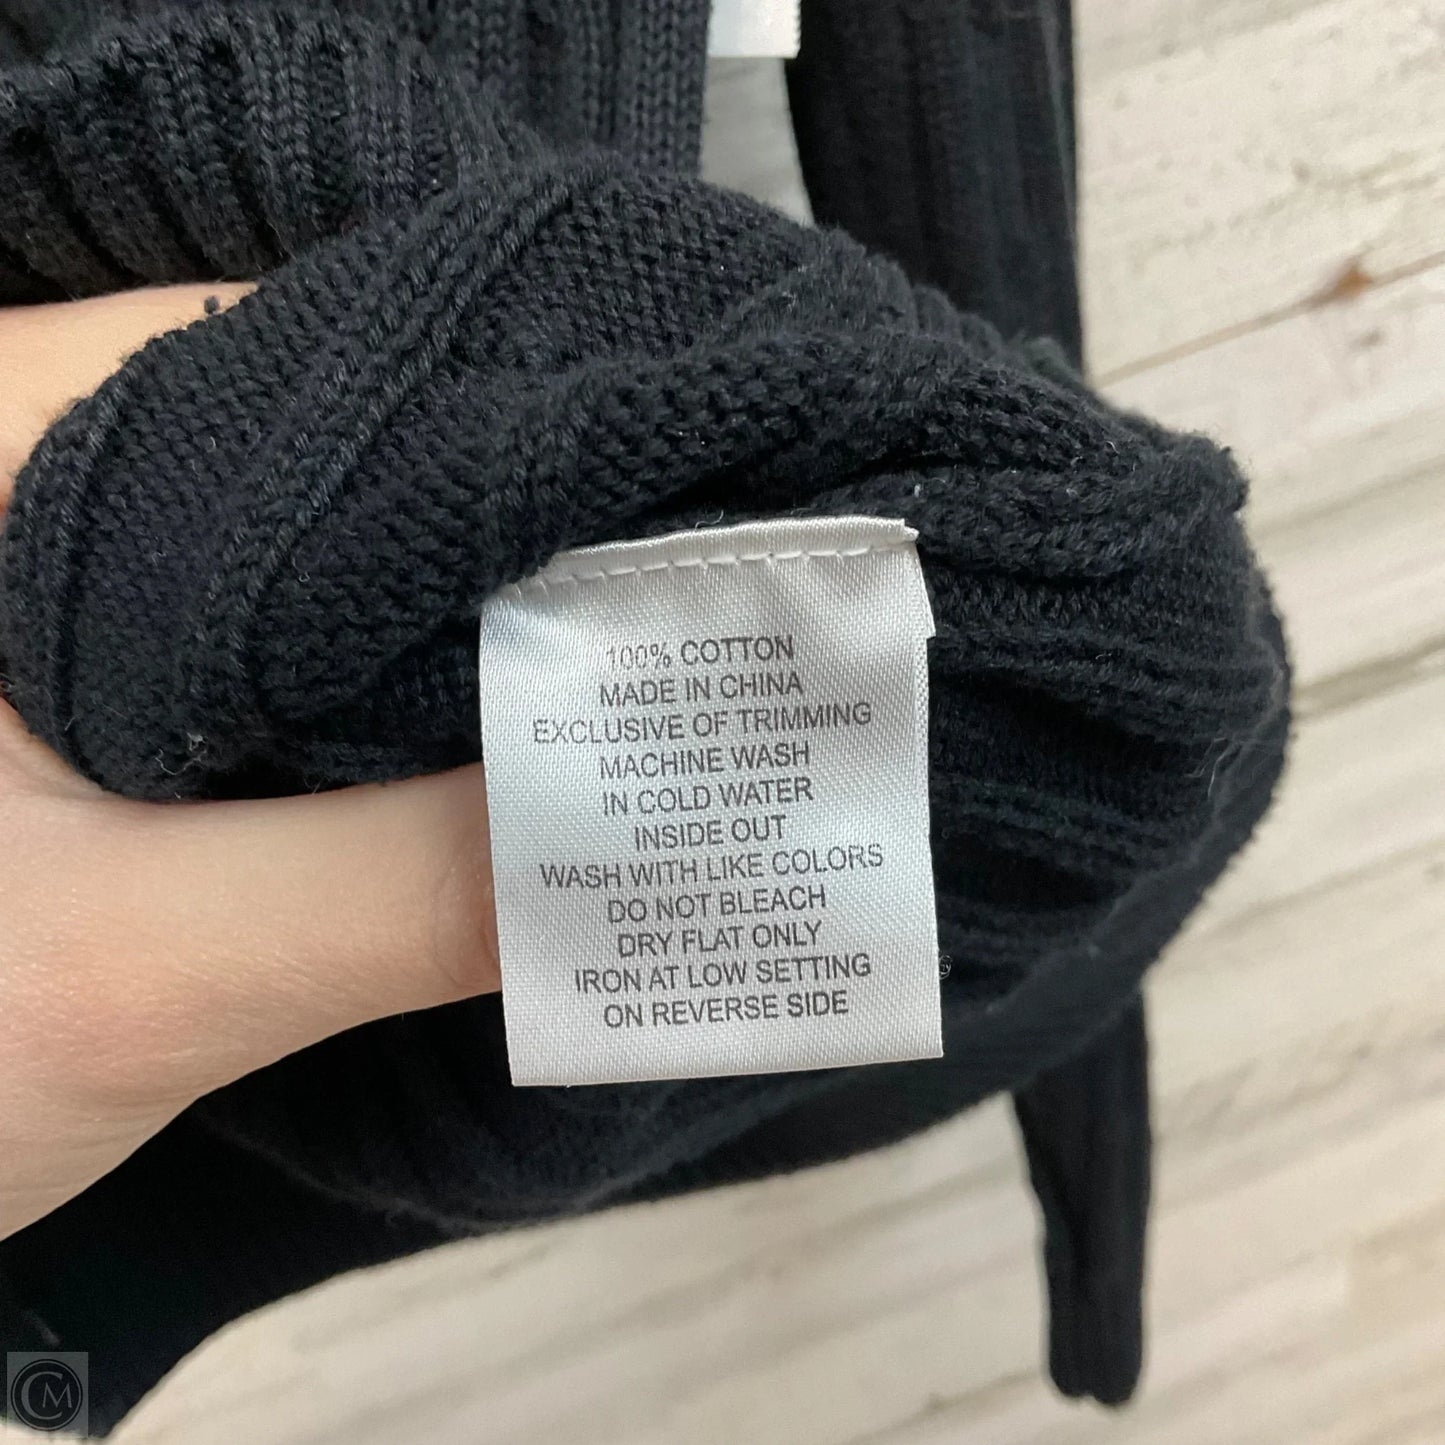 100% COTTON
MADE IN CHINA
EXCLUSIVE OF TRIMMING
MACHINE WASH
IN COLD WATER
INSIDE OUT
WASH WITH LIKE COLORS
DO NOT BLEACH
DRY FLAT ONLY
IRON AT LOW SETTING
ON REVERSE SIDE
CM